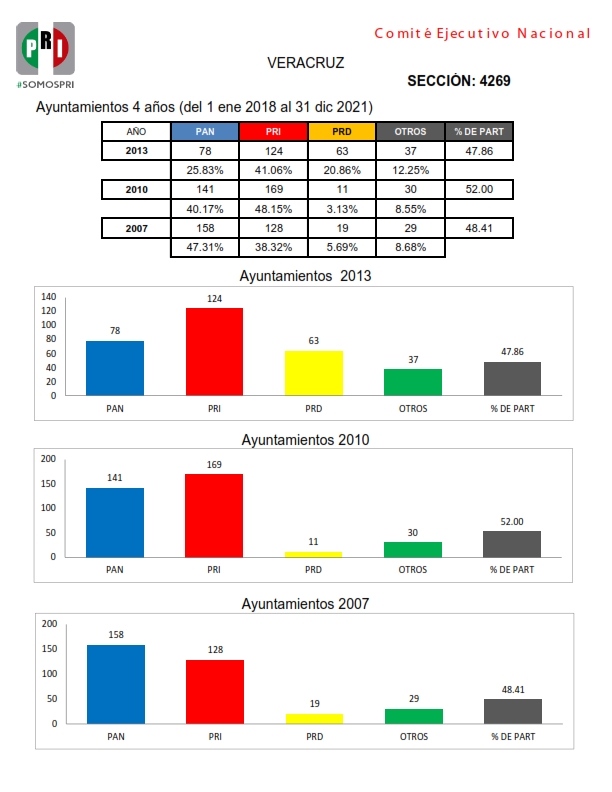 Comité Ejecutivo Nacional
PRI
#SOMOSPRI
VERACRUZ
SECCIÓN: 4269
Ayuntamientos 4 años (del 1 ene 2018 al 31 dic 2021)
AÑO PAN PRI PRD OTROS % DE PART
2013 78 124 63 37 47.86
25.83% 41.06% 20.86% 12.25%
2010 141 169 11 30 52.00
40.17% 48.15% 3.13% 8.55%
2007 158 128 19 29 48.41
47.31% 38.32% 5.69% 8.68%
Ayuntamientos 2013
140
120
100
80
60
40
20
0
78 124 63 37 47.86
PAN PRI PRD OTROS % DE PART
Ayuntamientos 2010
200
150
100
50
0
141 169 11 30 52.00
PAN PRI PRD OTROS % DE PART
Ayuntamientos 2007
200
150
100
50
0
158 128 19 29 48.41
PAN PRI PRD OTROS % DE PART